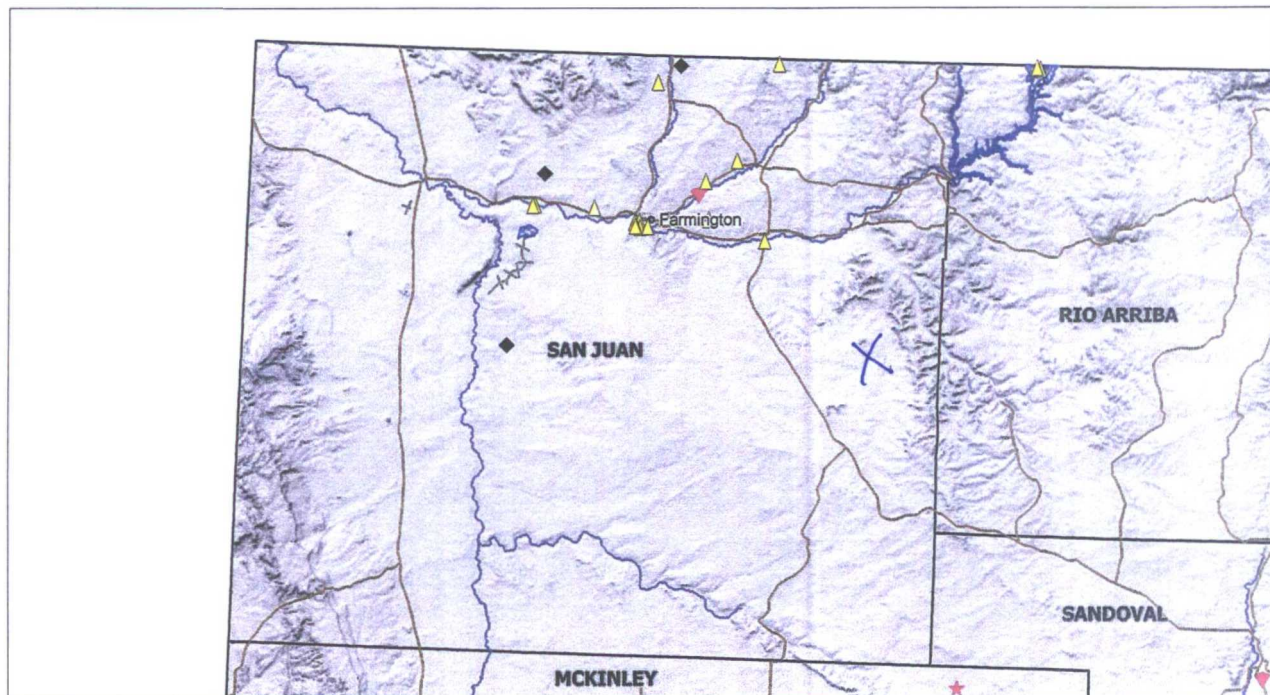 Farmington
RIO ARRIBA
SAN JUAN
X
SANDOVAL
MCKINLEY